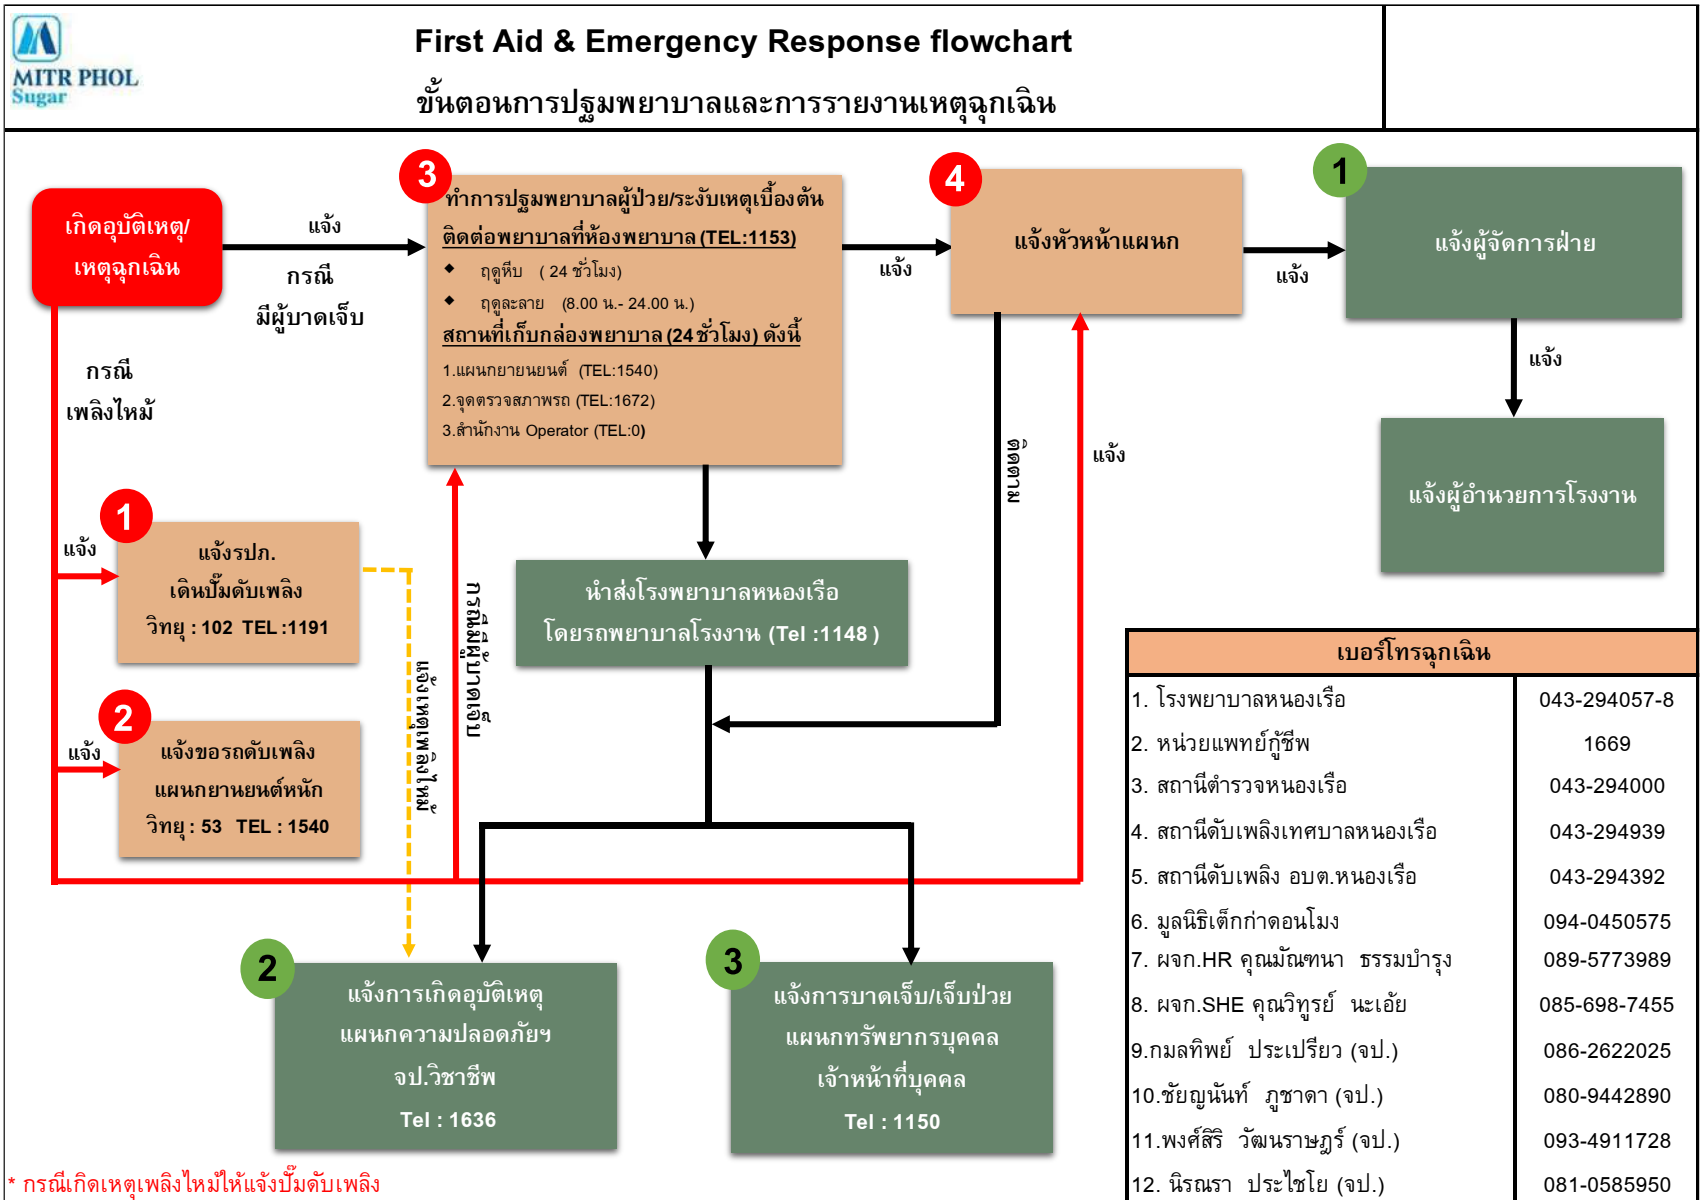 MITR PHOL
Sugar
First Aid & Emergency Response flowchart
ขั้นตอนการปฐมพยาบาลและการรายงานเหตุฉุกเฉิน
เกิดอุบัติเหตุ/
เหตุฉุกเฉิน
แจ้ง
กรณี
มีผู้บาดเจ็บ
กรณี
เพลิงไหม้
3
ทำการปฐมพยาบาลผู้ป่วย/ระงับเหตุเบื้องต้น
ติดต่อพยาบาลที่ห้องพยาบาล (TEL:1153)
◆ ฤดูหีบ ( 24 ชั่วโมง)
◆ ฤดูละลาย (8.00 น.- 24.00 น.)
สถานที่เก็บกล่องพยาบาล (24 ชั่วโมง) ดังนี้
1.แผนกยายนยนต์ (TEL:1540)
2.จุดตรวจสภาพรถ (TEL:1672)
3.สำนักงาน Operator (TEL:0)
แจ้ง
4
แจ้งหัวหน้าแผนก
แจ้ง
1
แจ้งผู้จัดการฝ่าย
แจ้ง
แจ้งผู้อำนวยการโรงงาน
ติดตาม
แจ้ง
แจ้ง
1
แจ้งรปภ.
เดินปั๊มดับเพลิง
วิทยุ : 102 TEL :1191
แจ้ง
2
แจ้งขอรถดับเพลิง
แผนกยานยนต์หนัก
วิทยุ : 53 TEL : 1540
แจ้งเหตุเพลิงไหม้
กรณีมีผู้บาดเจ็บ
นำส่งโรงพยาบาลหนองเรือ
โดยรถพยาบาลโรงงาน (Tel :1148 )
2
แจ้งการเกิดอุบัติเหตุ
แผนกความปลอดภัยฯ
จป.วิชาชีพ
Tel : 1636
3
แจ้งการบาดเจ็บ/เจ็บป่วย
แผนกทรัพยากรบุคคล
เจ้าหน้าที่บุคคล
Tel : 1150
เบอร์โทรฉุกเฉิน
1. โรงพยาบาลหนองเรือ 043-294057-8
2. หน่วยแพทย์กู้ชีพ 1669
3. สถานีตำรวจหนองเรือ 043-294000
4. สถานีดับเพลิงเทศบาลหนองเรือ 043-294939
5. สถานีดับเพลิง อบต.หนองเรือ 043-294392
6. มูลนิธิเต็กก่าดอนโมง 094-0450575
7. ผจก.HR คุณมัณฑนา ธรรมบำรุง 089-5773989
8. ผจก.SHE คุณวิฑูรย์ นะเอ้ย 085-698-7455
9.กมลทิพย์ ประเปรียว (จป.) 086-2622025
10.ชัยญนันท์ ภูชาดา (จป.) 080-9442890
11.พงศ์สิริ วัฒนราษฎร์ (จป.) 093-4911728
12. นิรณรา ประไชโย (จป.) 081-0585950
* กรณีเกิดเหตุเพลิงไหม้ให้แจ้งปั๊มดับเพลิง